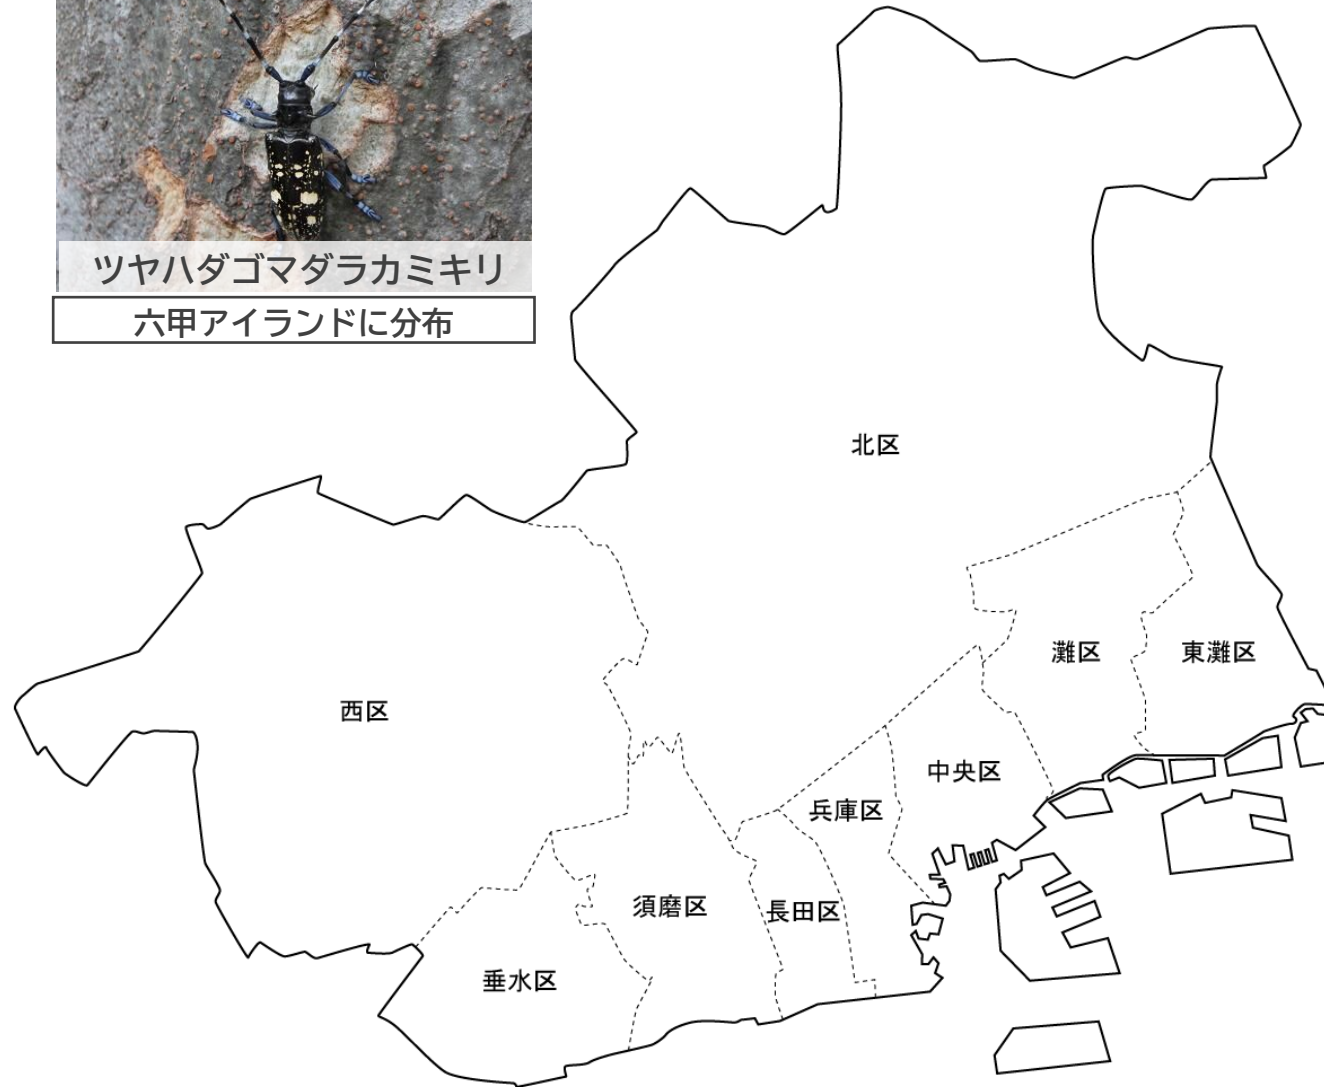 ツヤハダゴマダラカミキリ
六甲アイランドに分布
北区
灘区
東灘区
西区
中央区
兵庫区
須磨区
長田区
垂水区